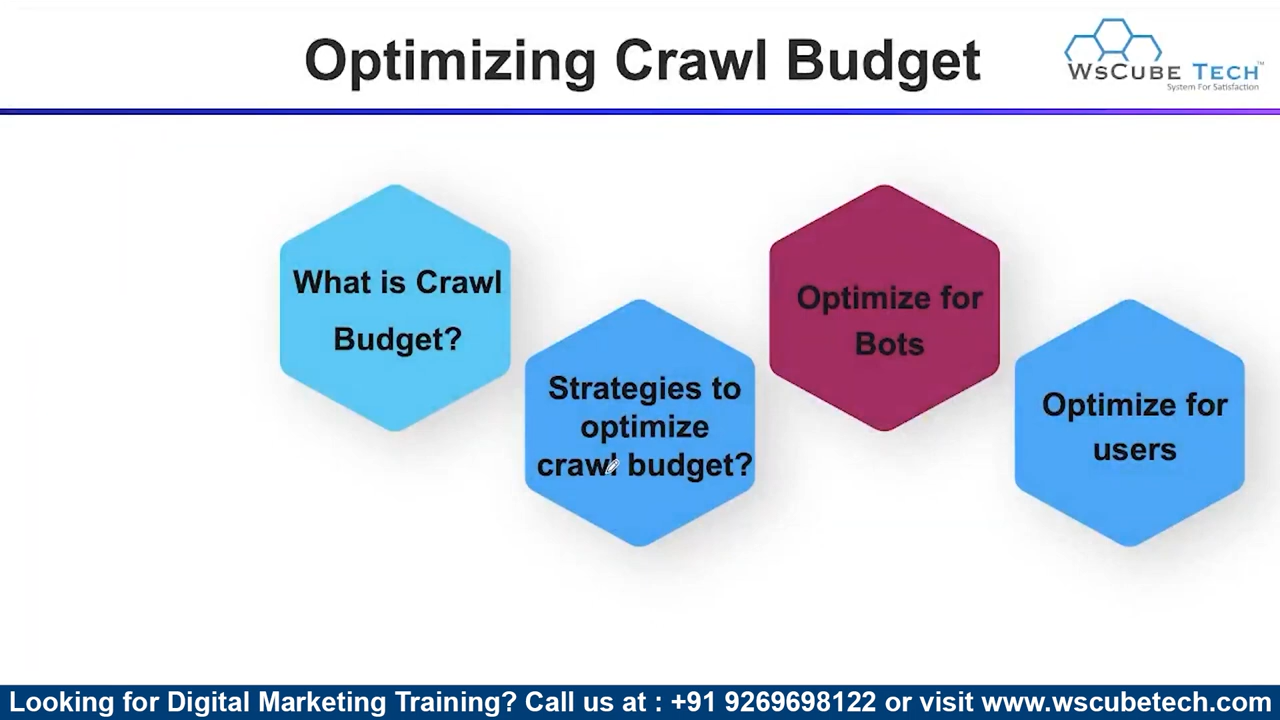 Optimizing Crawl Budget
WsCube Tech™
System For Satisfaction
What is Crawl
Budget?
Strategies to
optimize
crawl budget?
Optimize for
Bots
Optimize for
users
Looking for Digital Marketing Training? Call us at : +91 9269698122 or visit www.wscubetech.com